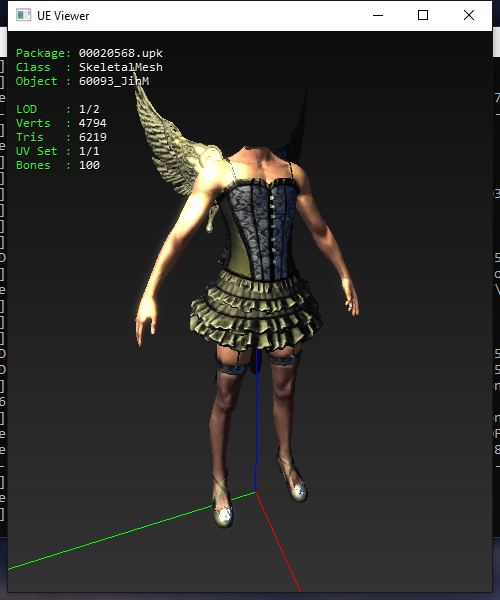 UE Viewer
Package: 00020568.upk
Class : SkeletalMesh
Object : 60093_JinM
LOD : 1/2
Verts : 4794
Tris : 6219
UV Set : 1/1
Bones : 100